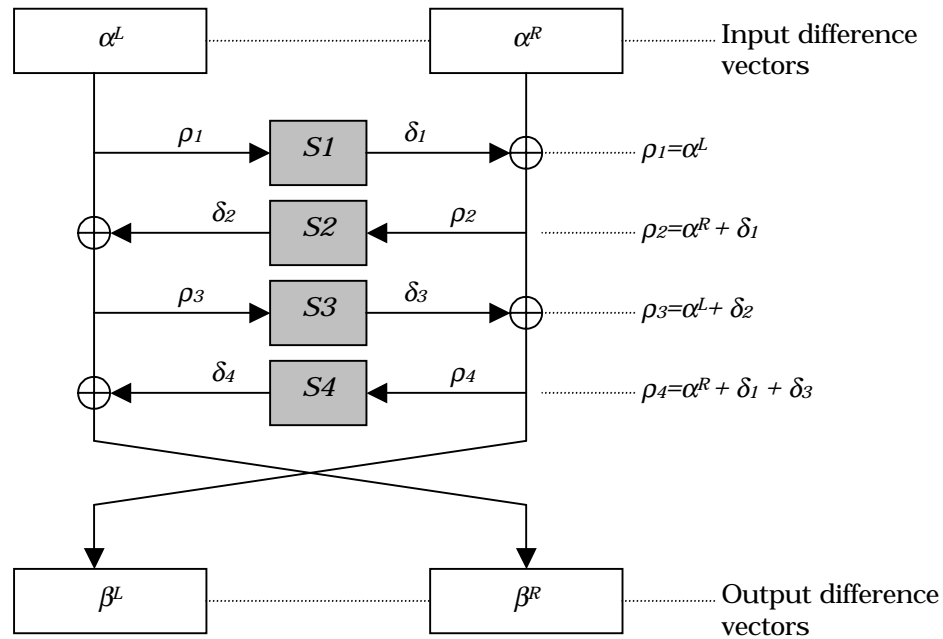 α^L α^R Input difference
vectors
ρ₁ S1 δ₁ ρ₁=α^L
δ₂ S2 ρ₂ ρ₂=α^R + δ₁
ρ₃ S3 δ₃ ρ₃=α^L+ δ₂
δ₄ S4 ρ₄ ρ₄=α^R + δ₁ + δ₃
β^L β^R Output difference
vectors